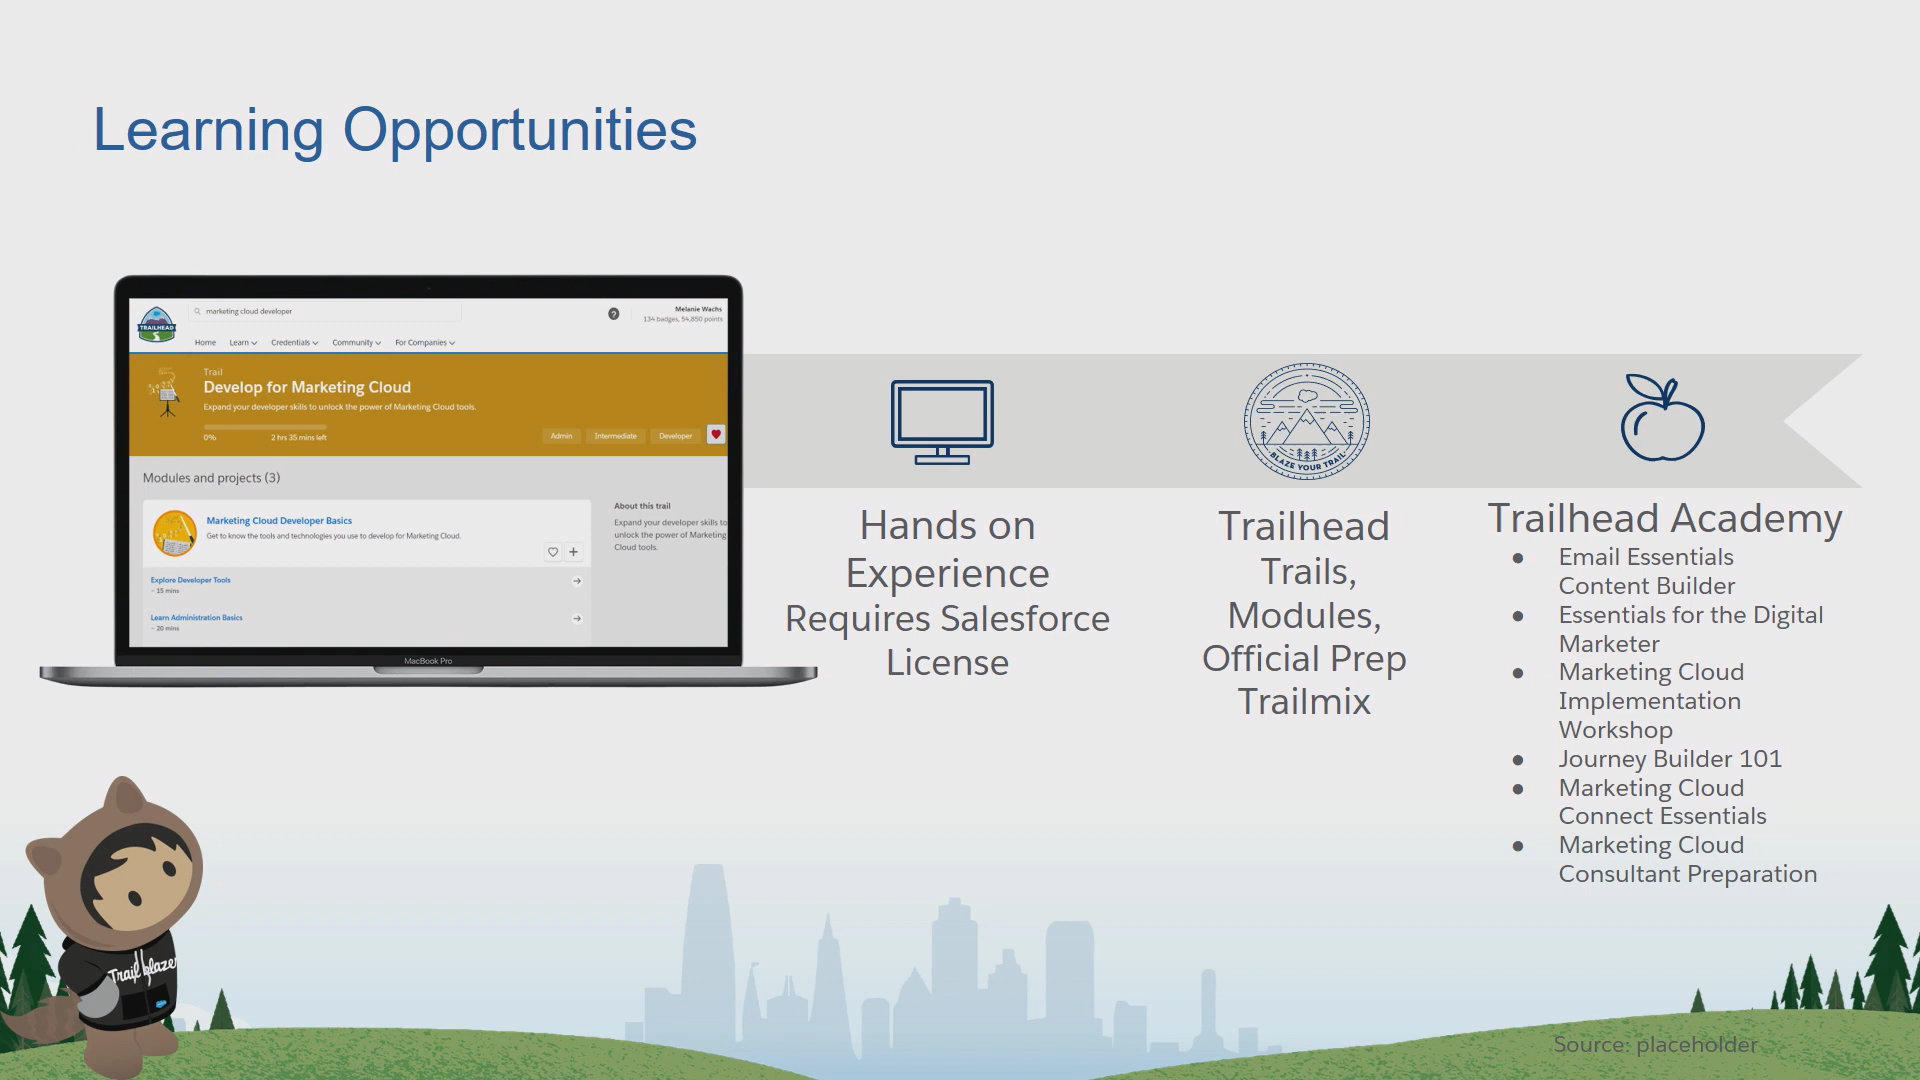 Learning Opportunities
TRAILHEAD
marketing cloud developer
?
Melanie Wachs
134 badges, 54,850 points
Home Learn Credentials Community For Companies
Trail
Develop for Marketing Cloud
Expand your developer skills to unlock the power of Marketing Cloud tools.
0% 2 hrs 35 mins left
Admin Intermediate Developer
Modules and projects (3)
Marketing Cloud Developer Basics
Get to know the tools and technologies you use to develop for Marketing Cloud.
Explore Developer Tools
~ 15 mins
Learn Administration Basics
~ 20 mins
About this trail
Expand your developer skills to
unlock the power of Marketing
Cloud tools.
MacBook Pro
Hands on
Experience
Requires Salesforce
License
BLAZE YOUR TRAIL
Trailhead
Trails,
Modules,
Official Prep
Trailmix
Trailhead Academy
● Email Essentials
Content Builder
● Essentials for the Digital
Marketer
● Marketing Cloud
Implementation
Workshop
● Journey Builder 101
● Marketing Cloud
Connect Essentials
● Marketing Cloud
Consultant Preparation
Trailblazer
Source: placeholder